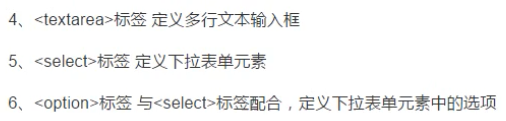 4、<textarea>标签 定义多行文本输入框
5、<select>标签 定义下拉表单元素
6、<option>标签 与<select>标签配合，定义下拉表单元素中的选项